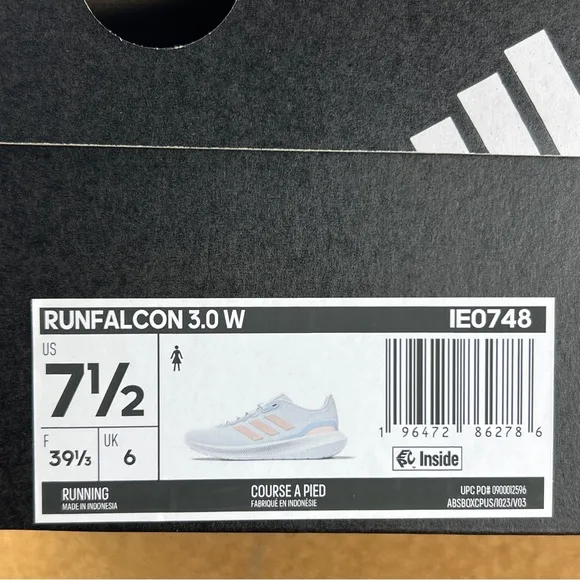 RUNFALCON 3.0 W IE0748
US
7½
F UK
39⅓ 6
1 96472 86278 6
Inside
RUNNING COURSE A PIED UPC PO# 0900012596
MADE IN INDONESIA FABRIQUÉ EN INDONÉSIE ABSBOXCPUS/1023/V03